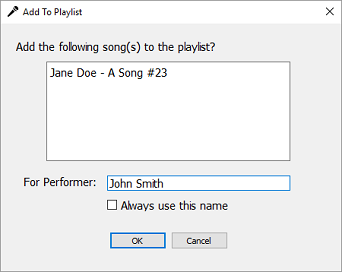 Add To Playlist
Add the following song(s) to the playlist?
Jane Doe - A Song #23
For Performer: John Smith
Always use this name
OK Cancel